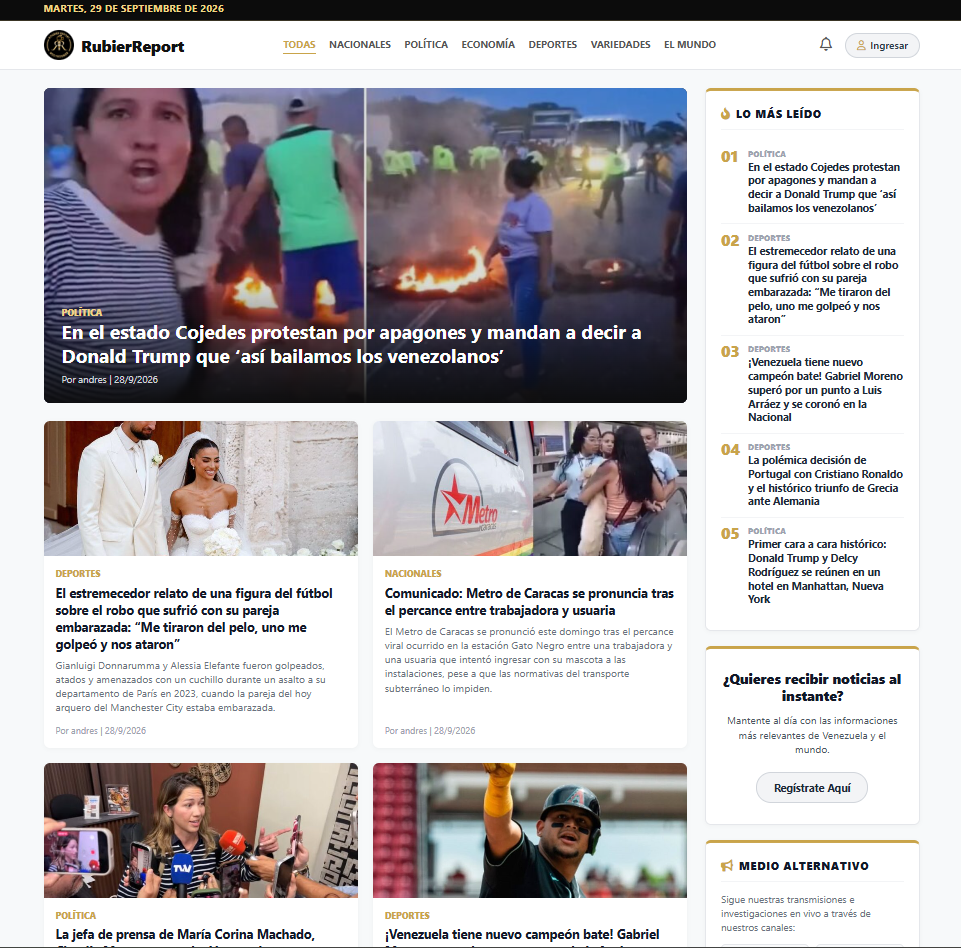 MARTES, 29 DE SEPTIEMBRE DE 2026
RubierReport
TODAS NACIONALES POLÍTICA ECONOMÍA DEPORTES VARIEDADES EL MUNDO
Ingresar
POLÍTICA
En el estado Cojedes protestan por apagones y mandan a decir a
Donald Trump que ‘así bailamos los venezolanos’
Por andres | 28/9/2026
DEPORTES
El estremecedor relato de una figura del fútbol
sobre el robo que sufrió con su pareja
embarazada: “Me tiraron del pelo, uno me
golpeó y nos ataron”
Gianluigi Donnarumma y Alessia Elefante fueron golpeados,
atados y amenazados con un cuchillo durante un asalto a su
departamento de París en 2023, cuando la pareja del hoy
arquero del Manchester City estaba embarazada.
Por andres | 28/9/2026
Metro
CARACAS
NACIONALES
Comunicado: Metro de Caracas se pronuncia tras
el percance entre trabajadora y usuaria
El Metro de Caracas se pronunció este domingo tras el percance
viral ocurrido en la estación Gato Negro entre una trabajadora y
una usuaria que intentó ingresar con su mascota a las
instalaciones, pese a que las normativas del transporte
subterráneo lo impiden.
Por andres | 28/9/2026
TVV
POLÍTICA
La jefa de prensa de María Corina Machado,
DEPORTES
¡Venezuela tiene nuevo campeón bate! Gabriel
LO MÁS LEÍDO
01
POLÍTICA
En el estado Cojedes protestan
por apagones y mandan a
decir a Donald Trump que ‘así
bailamos los venezolanos’
02
DEPORTES
El estremecedor relato de una
figura del fútbol sobre el robo
que sufrió con su pareja
embarazada: “Me tiraron del
pelo, uno me golpeó y nos
ataron”
03
DEPORTES
¡Venezuela tiene nuevo
campeón bate! Gabriel Moreno
superó por un punto a Luis
Arráez y se coronó en la
Nacional
04
DEPORTES
La polémica decisión de
Portugal con Cristiano Ronaldo
y el histórico triunfo de Grecia
ante Alemania
05
POLÍTICA
Primer cara a cara histórico:
Donald Trump y Delcy
Rodríguez se reúnen en un
hotel en Manhattan, Nueva
York
¿Quieres recibir noticias al
instante?
Mantente al día con las informaciones
más relevantes de Venezuela y el
mundo.
Regístrate Aquí
MEDIO ALTERNATIVO
Sigue nuestras transmisiones e
investigaciones en vivo a través de
nuestros canales: